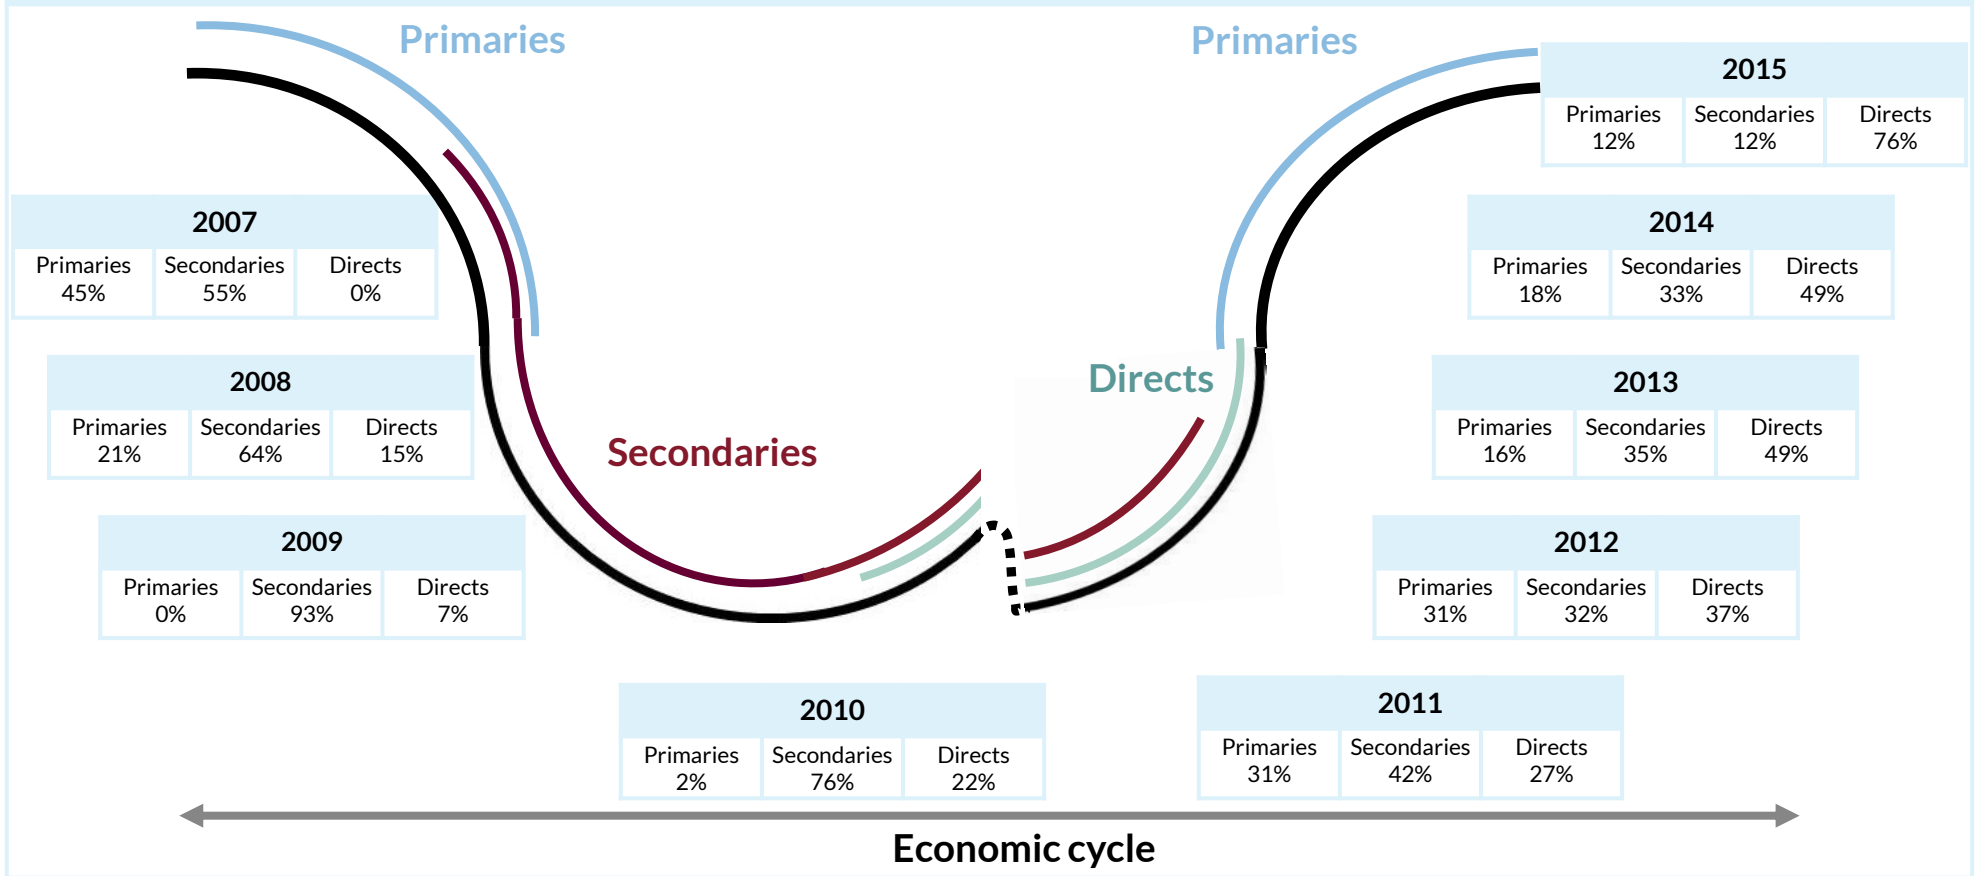 Primaries
Primaries
2015
Primaries Secondaries Directs
12% 12% 76%
2007
Primaries Secondaries Directs
45% 55% 0%
2014
Primaries Secondaries Directs
18% 33% 49%
2008
Primaries Secondaries Directs
21% 64% 15%
Directs
2013
Primaries Secondaries Directs
16% 35% 49%
Secondaries
2009
Primaries Secondaries Directs
0% 93% 7%
2012
Primaries Secondaries Directs
31% 32% 37%
2010
Primaries Secondaries Directs
2% 76% 22%
2011
Primaries Secondaries Directs
31% 42% 27%
Economic cycle